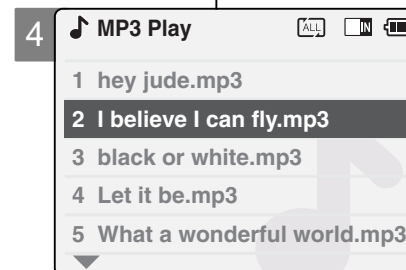 4
MP3 Play ALL IN
1 hey jude.mp3
2 I believe I can fly.mp3
3 black or white.mp3
4 Let it be.mp3
5 What a wonderful world.mp3